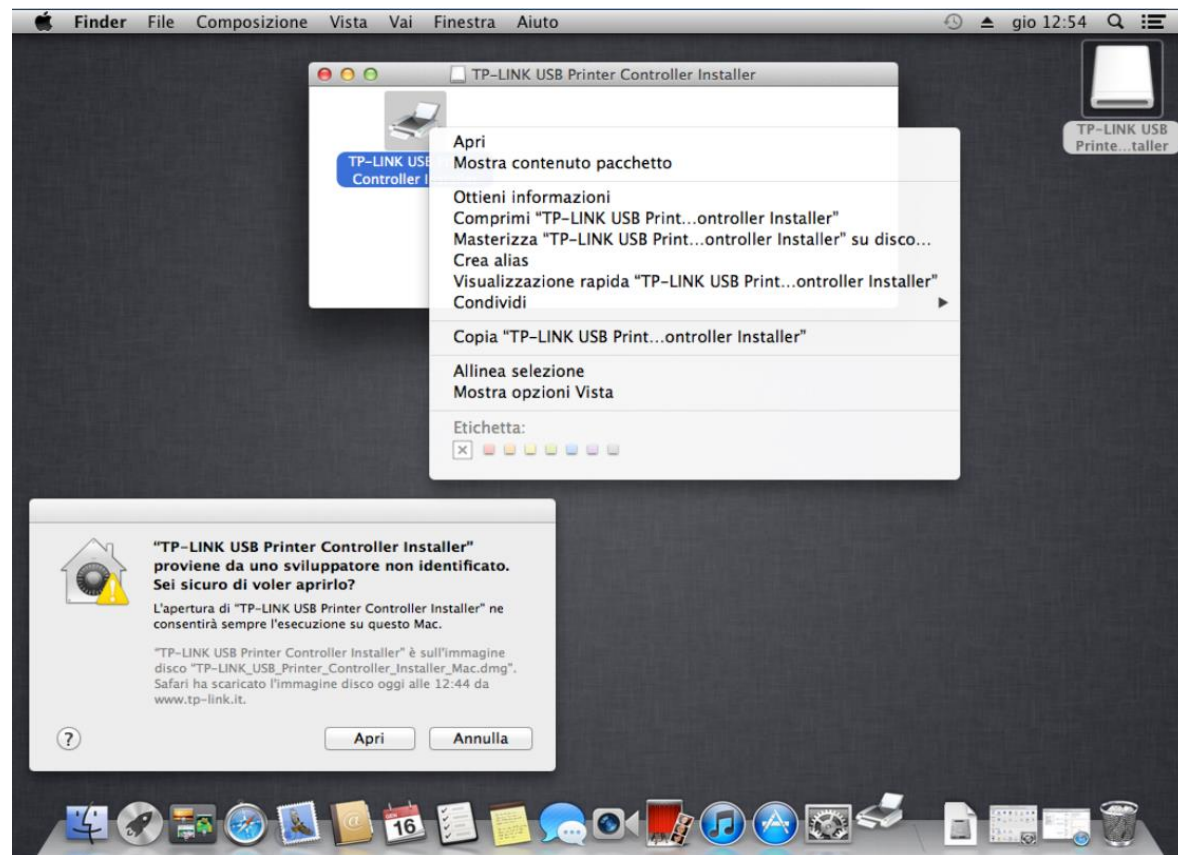 Finder File Composizione Vista Vai Finestra Aiuto gio 12:54
TP-LINK USB Printer Controller Installer
TP-LINK USB
Printe...taller
TP-LINK USB
Controller I
Apri
Mostra contenuto pacchetto
Ottieni informazioni
Comprimi “TP-LINK USB Print...ontroller Installer”
Masterizza “TP-LINK USB Print...ontroller Installer” su disco...
Crea alias
Visualizzazione rapida “TP-LINK USB Print...ontroller Installer”
Condividi
Copia “TP-LINK USB Print...ontroller Installer”
Allinea selezione
Mostra opzioni Vista
Etichetta:
“TP-LINK USB Printer Controller Installer”
proviene da uno sviluppatore non identificato.
Sei sicuro di voler aprirlo?
L'apertura di “TP-LINK USB Printer Controller Installer” ne
consentirà sempre l'esecuzione su questo Mac.
“TP-LINK USB Printer Controller Installer” è sull'immagine
disco “TP-LINK_USB_Printer_Controller_Installer_Mac.dmg”.
Safari ha scaricato l'immagine disco oggi alle 12:44 da
www.tp-link.it.
?
Apri Annulla
16